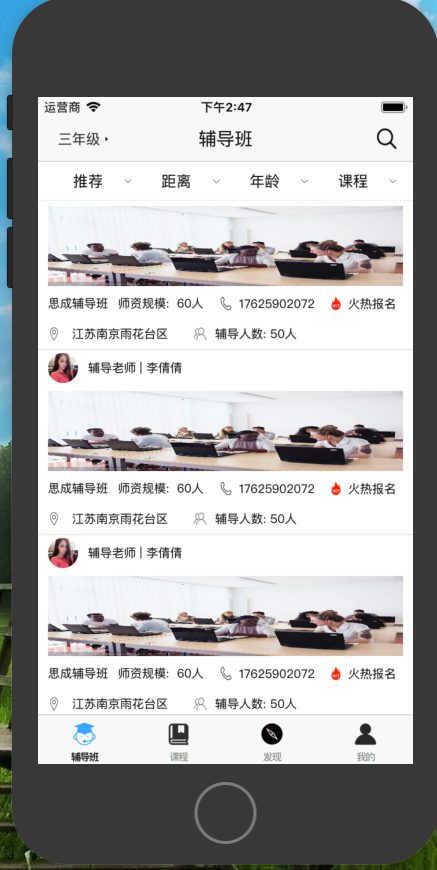 运营商 下午2:47
三年级 辅导班
推荐 距离 年龄 课程
思成辅导班 师资规模: 60人 17625902072 HOT 火热报名
江苏南京雨花台区 辅导人数: 50人
辅导老师 | 李倩倩
思成辅导班 师资规模: 60人 17625902072 HOT 火热报名
江苏南京雨花台区 辅导人数: 50人
辅导老师 | 李倩倩
思成辅导班 师资规模: 60人 17625902072 HOT 火热报名
江苏南京雨花台区 辅导人数: 50人
辅导班 课程 发现 我的